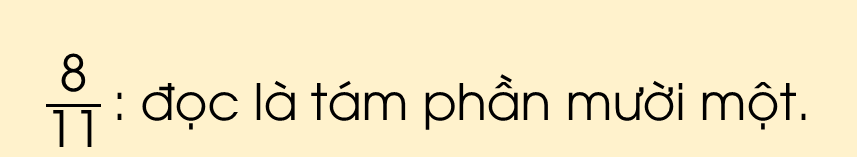 8/11 : đọc là tám phần mười một.